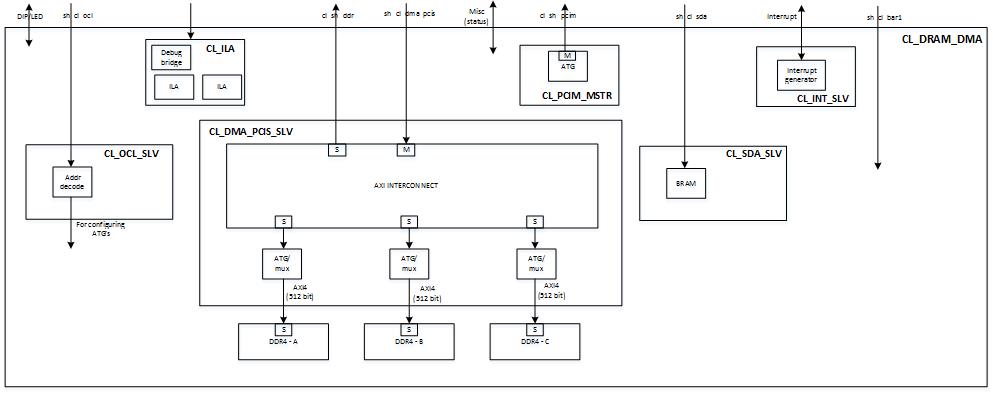 DIP/LED
sh_cl_ocl
cl_sh_ddr
sh_cl_dma_pcis
Misc
(status)
cl_sh_pcim
sh_cl_sda
Interrupt
sh_cl_bar1
CL_DRAM_DMA
CL_ILA
Debug
bridge
ILA
ILA
M
ATG
CL_PCIM_MSTR
Interrupt
generator
CL_INT_SLV
CL_DMA_PCIS_SLV
S
M
AXI INTERCONNECT
S
S
S
CL_OCL_SLV
Addr
decode
For configuring
ATG's
CL_SDA_SLV
BRAM
ATG/
mux
ATG/
mux
ATG/
mux
AXI4
(512 bit)
AXI4
(512 bit)
AXI4
(512 bit)
S
DDR4 - A
S
DDR4 - B
S
DDR4 - C